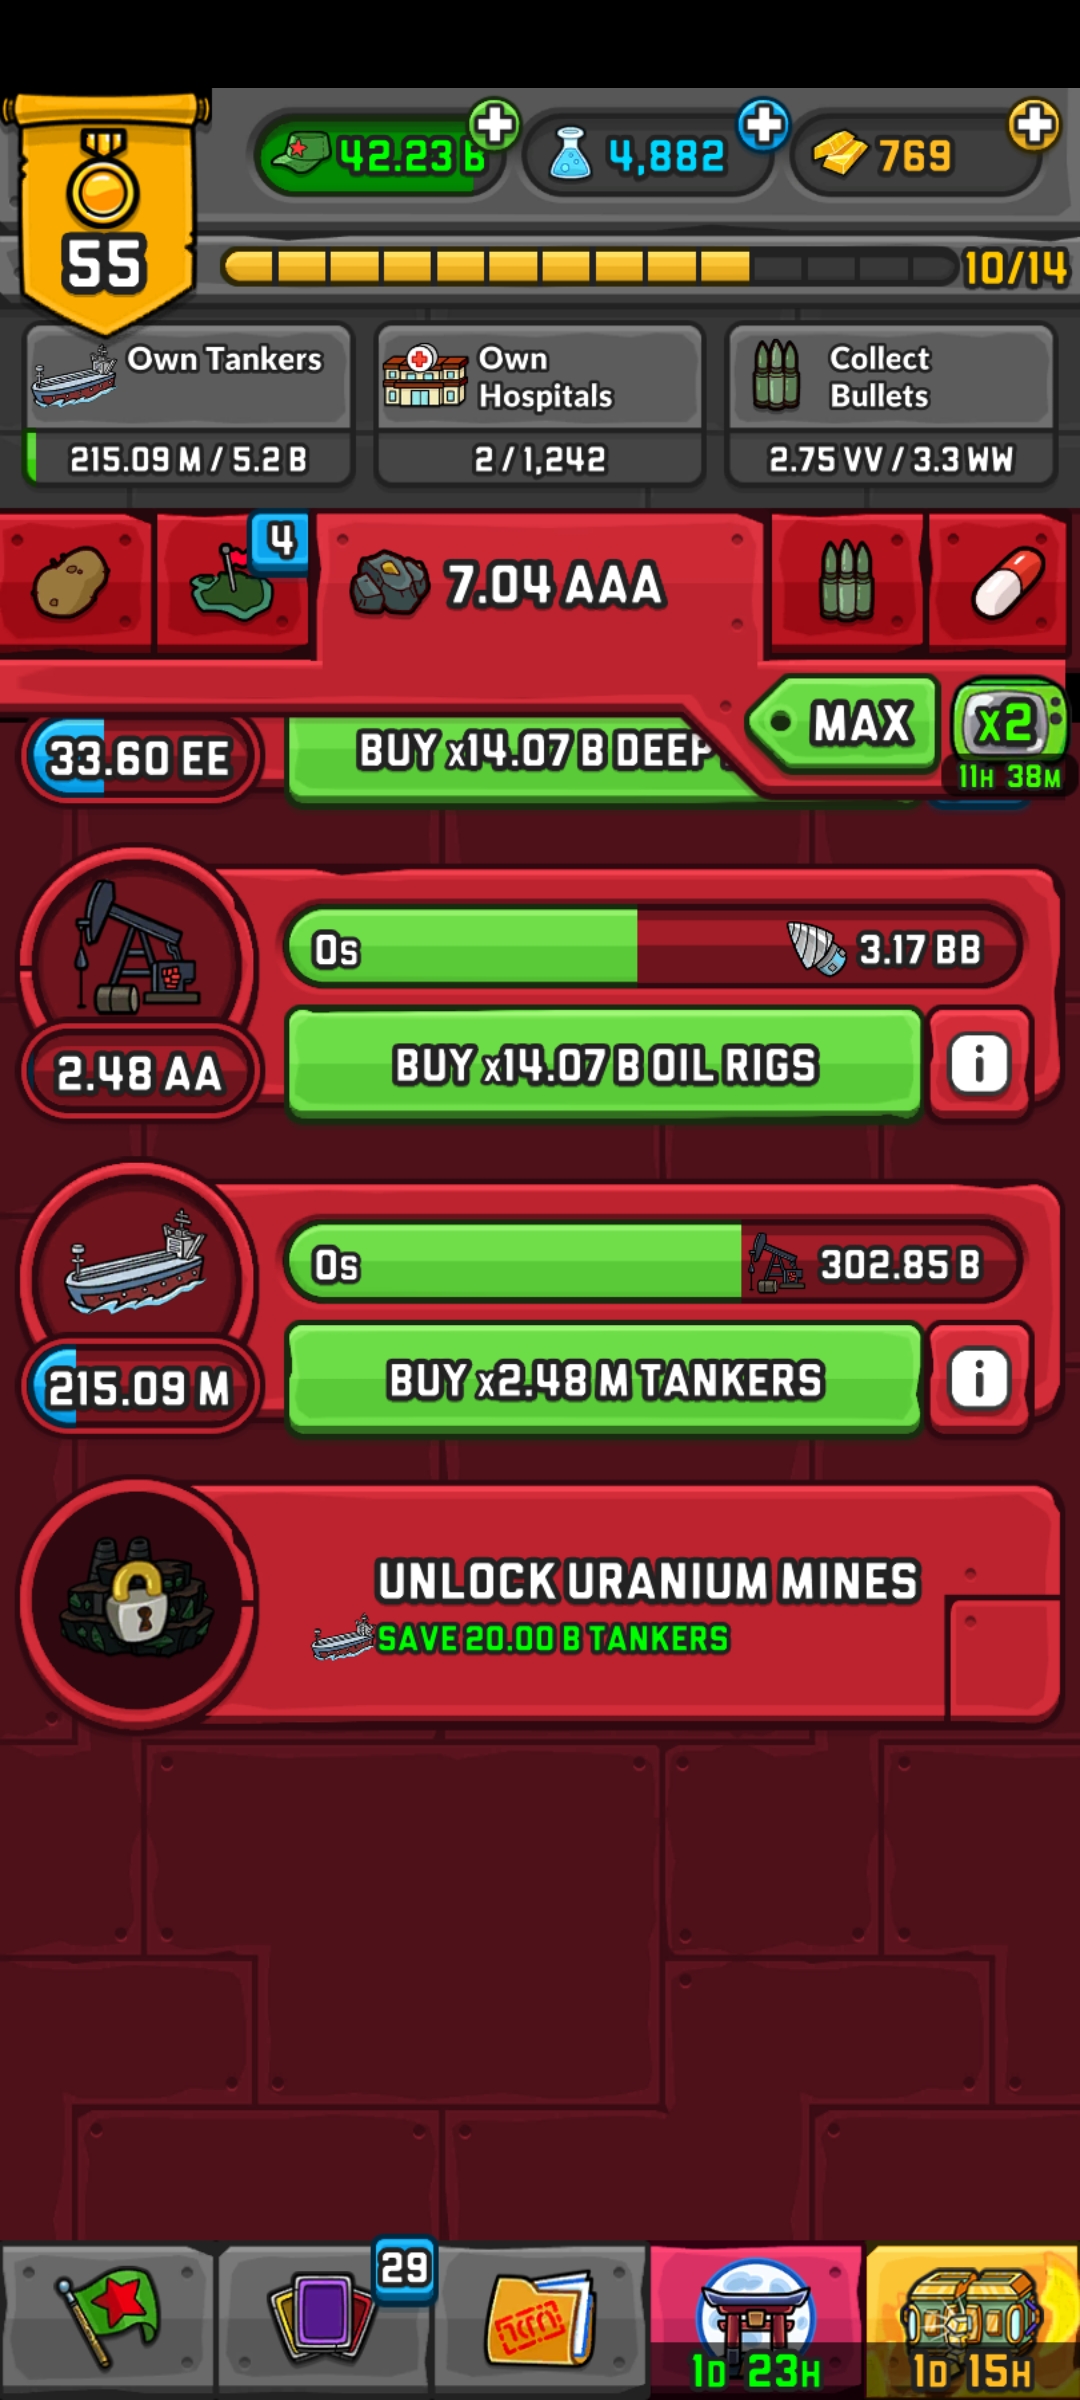 42.23 B
4,882
769
55
10/14
Own Tankers
215.09 M / 5.2 B
Own
Hospitals
2 / 1,242
Collect
Bullets
2.75 VV / 3.3 WW
4
7.04 AAA
MAX
x2
11H 38M
33.60 EE
BUY x14.07 B DEEP
0s
3.17 BB
2.48 AA
BUY x14.07 B OIL RIGS
i
0s
302.85 B
215.09 M
BUY x2.48 M TANKERS
i
UNLOCK URANIUM MINES
SAVE 20.00 B TANKERS
29
1D 23H
1D 15H